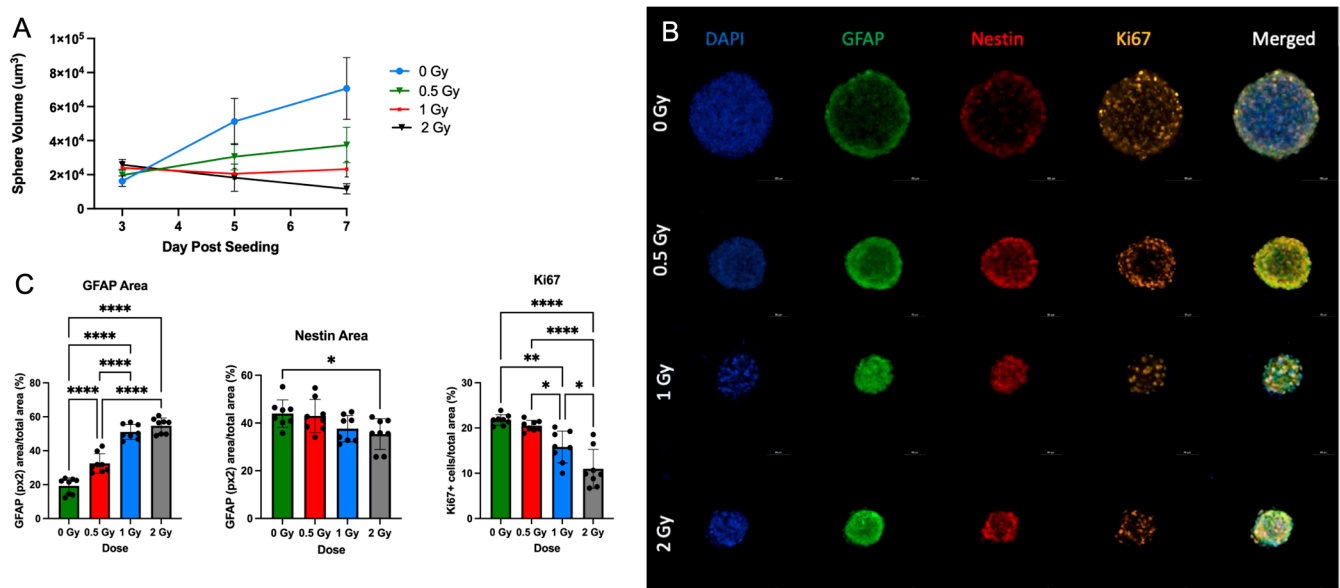 A
1×10⁵
8×10⁴
6×10⁴
4×10⁴
2×10⁴
0
Sphere Volume (um³)
3 4 5 6 7
Day Post Seeding
0 Gy
0.5 Gy
1 Gy
2 Gy
B
DAPI GFAP Nestin Ki67 Merged
0 Gy
0.5 Gy
1 Gy
2 Gy
C
GFAP Area
****
****
****
**** ****
80
60
40
20
0
GFAP (px2) area/total area (%)
0 Gy 0.5 Gy 1 Gy 2 Gy
Dose
Nestin Area
*
80
60
40
20
0
GFAP (px2) area/total area (%)
0 Gy 0.5 Gy 1 Gy 2 Gy
Dose
Ki67
****
****
**
* *
30
20
10
0
Ki67+ cells/total area (%)
0 Gy 0.5 Gy 1 Gy 2 Gy
Dose